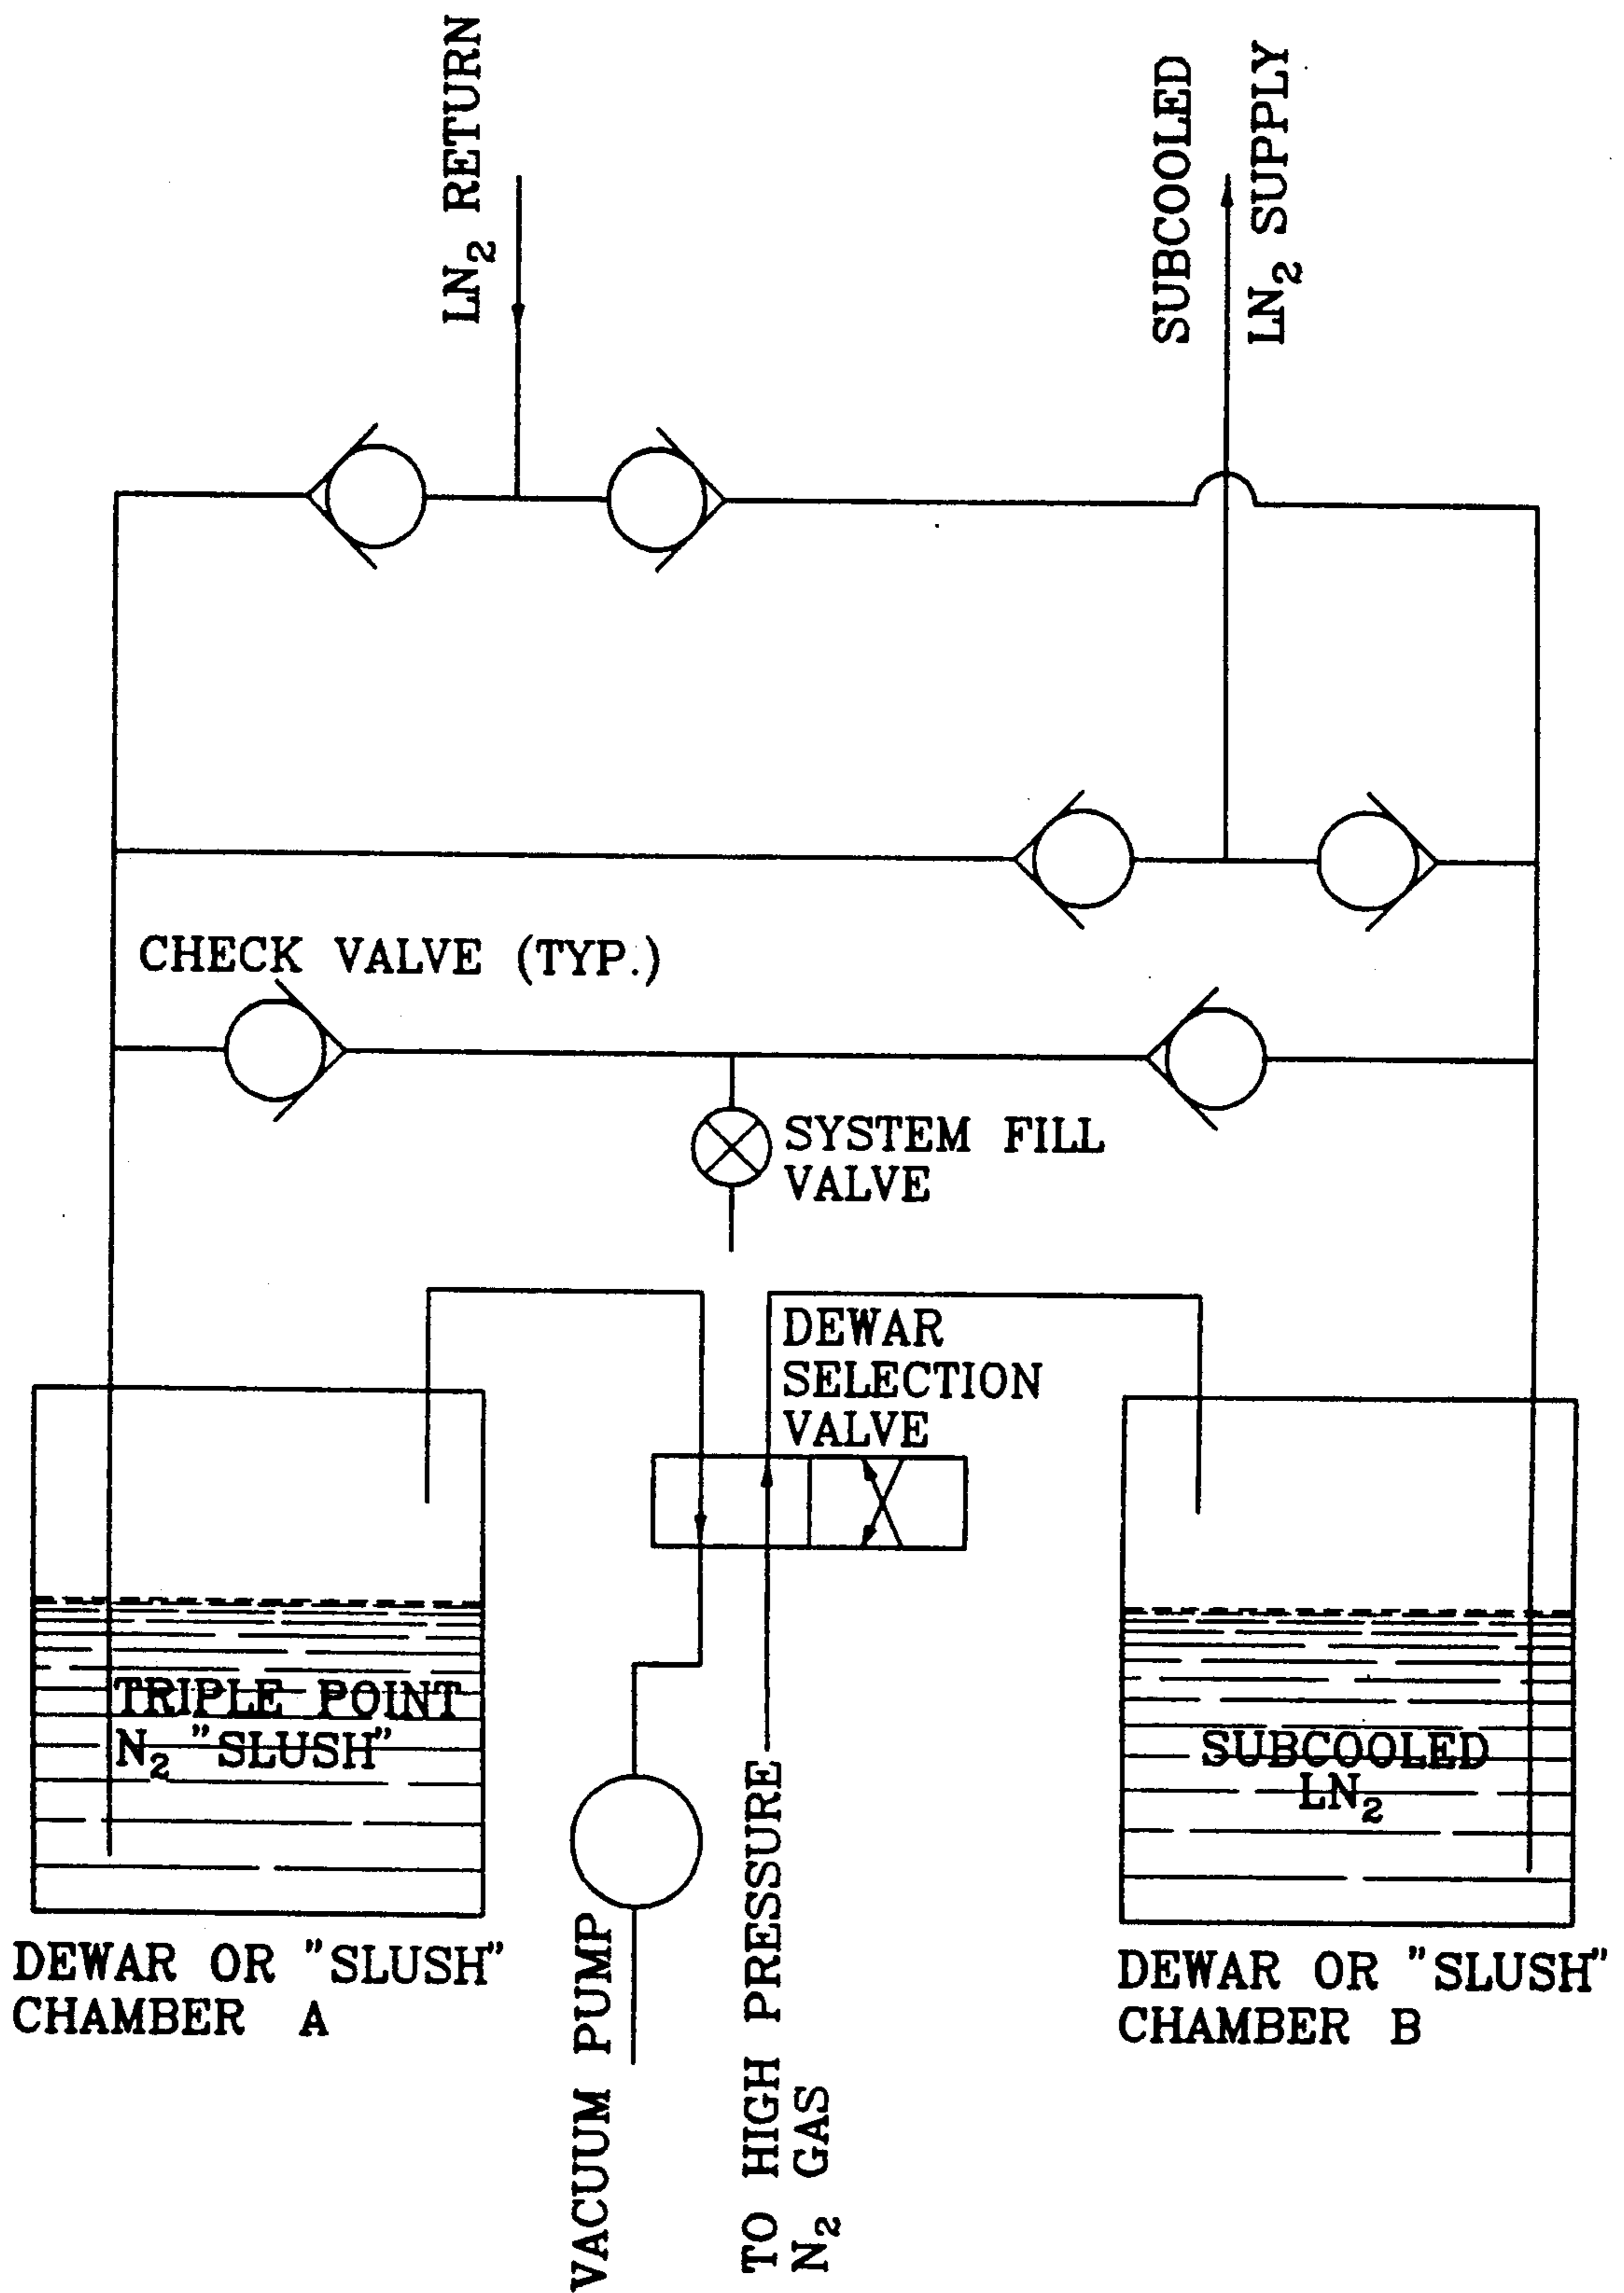 LN₂ RETURN
SUBCOOLED
LN₂ SUPPLY
CHECK VALVE (TYP.)
SYSTEM FILL
VALVE
DEWAR
SELECTION
VALVE
TRIPLE POINT
N₂ "SLUSH"
SUBCOOLED
LN₂
DEWAR OR "SLUSH"
CHAMBER A
VACUUM PUMP
TO HIGH PRESSURE
N₂ GAS
DEWAR OR "SLUSH"
CHAMBER B